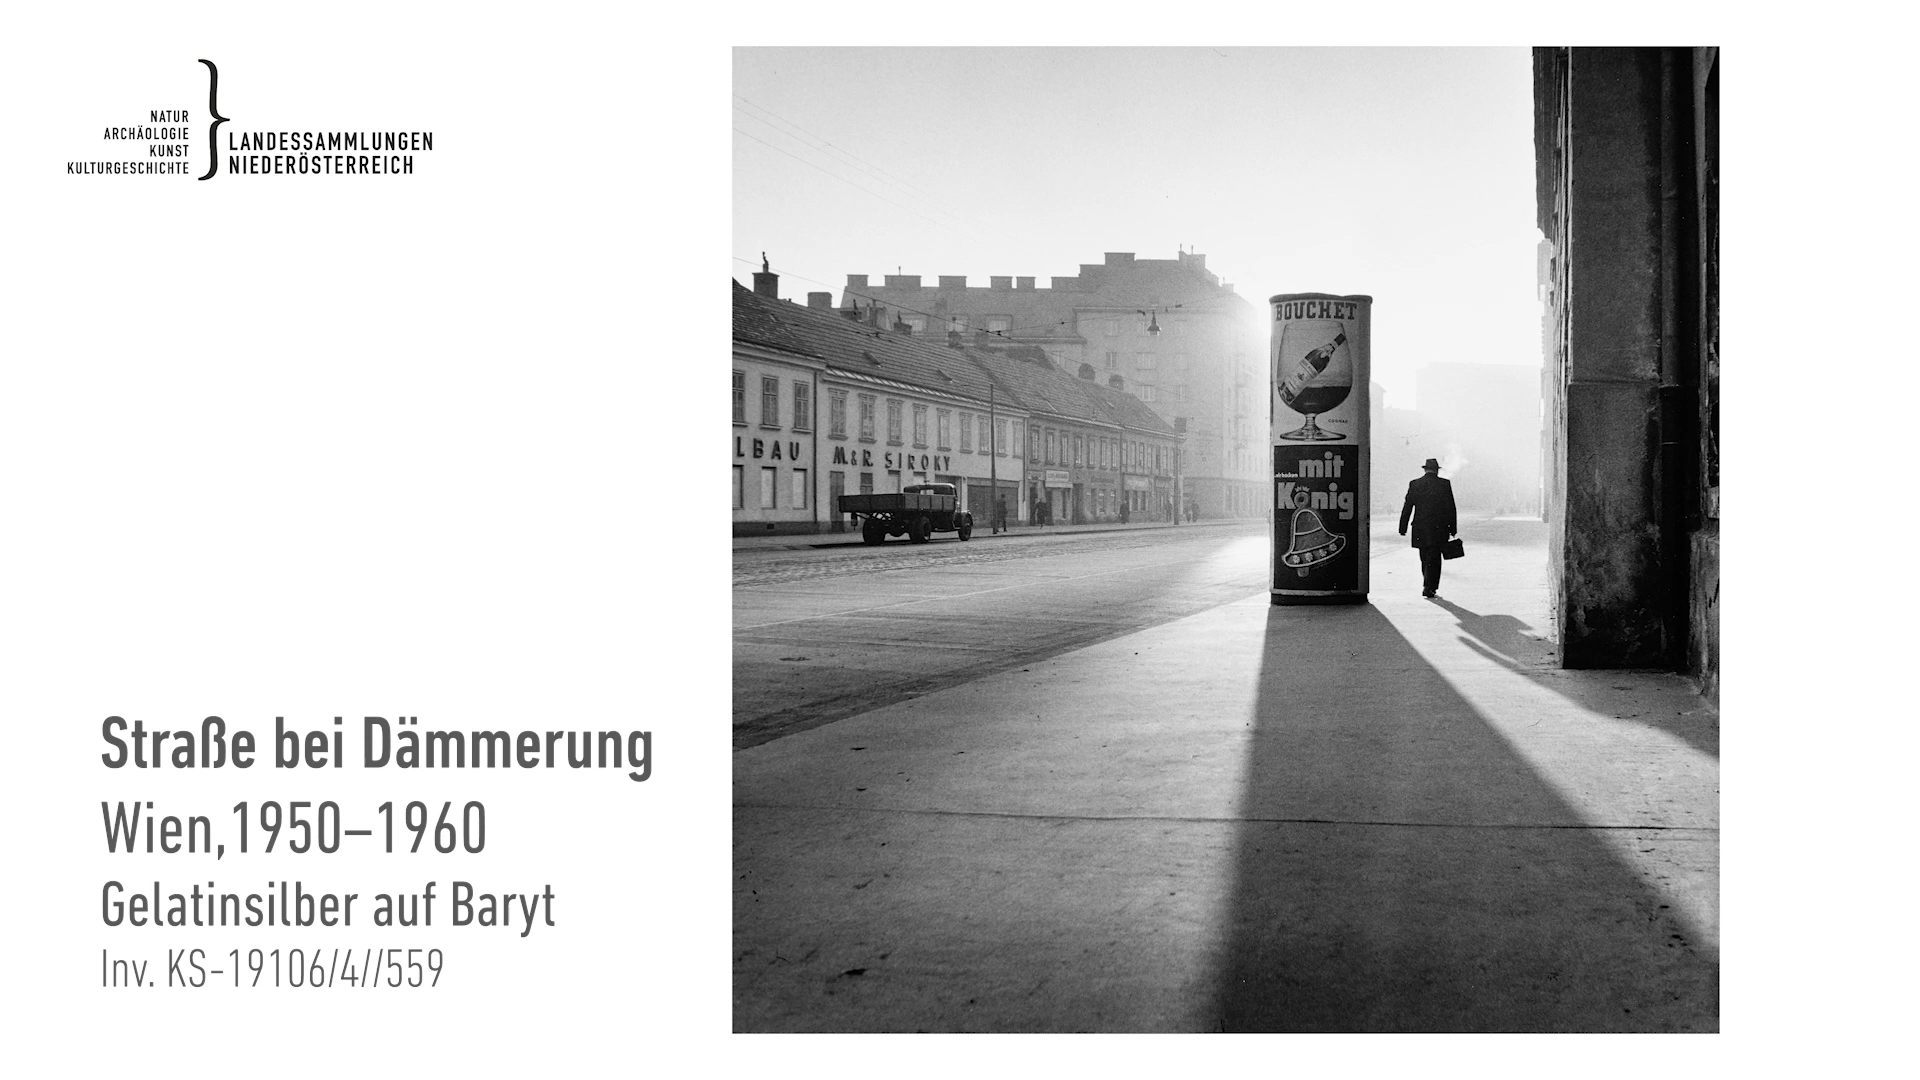 NATUR
ARCHÄOLOGIE
KUNST
KULTURGESCHICHTE
LANDESSAMMLUNGEN
NIEDERÖSTERREICH
Straße bei Dämmerung
Wien,1950–1960
Gelatinsilber auf Baryt
Inv. KS-19106/4//559
LBAU
M.&R. SIROKY
BOUCHET
COGNAC
mit
König